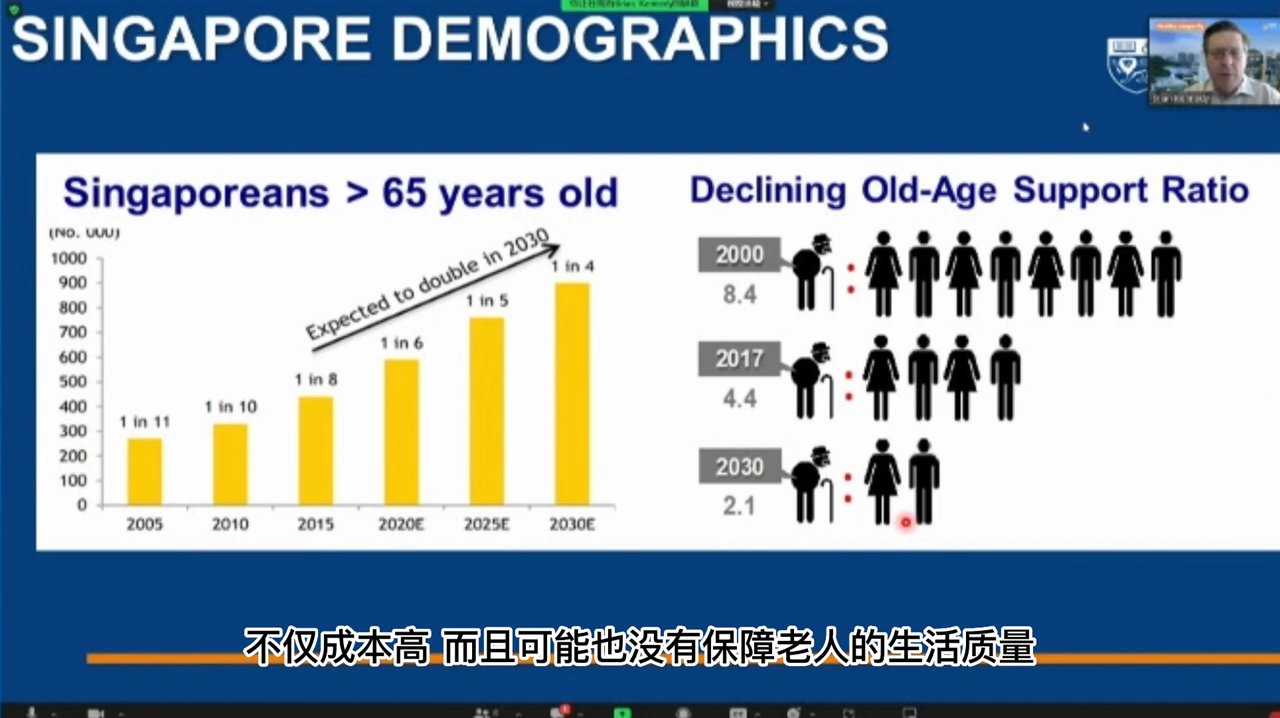 SINGAPORE DEMOGRAPHICS
Singaporeans > 65 years old
(No. 000)
1000
900
800
700
600
500
400
300
200
100
0
Expected to double in 2030
1 in 11
1 in 10
1 in 8
1 in 6
1 in 5
1 in 4
2005
2010
2015
2020E
2025E
2030E
Declining Old-Age Support Ratio
2000
8.4
2017
4.4
2030
2.1
不仅成本高 而且可能也没有保障老人的生活质量